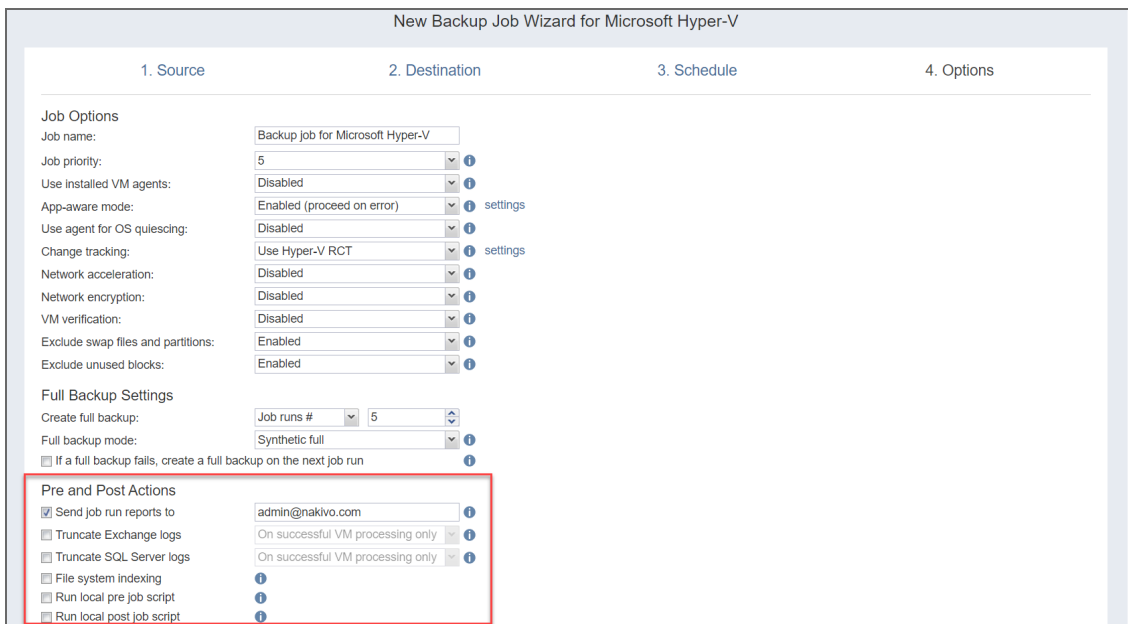 New Backup Job Wizard for Microsoft Hyper-V
1. Source 2. Destination 3. Schedule 4. Options
Job Options
Job name: Backup job for Microsoft Hyper-V
Job priority: 5
Use installed VM agents: Disabled
App-aware mode: Enabled (proceed on error) settings
Use agent for OS quiescing: Disabled
Change tracking: Use Hyper-V RCT settings
Network acceleration: Disabled
Network encryption: Disabled
VM verification: Disabled
Exclude swap files and partitions: Enabled
Exclude unused blocks: Enabled
Full Backup Settings
Create full backup: Job runs # 5
Full backup mode: Synthetic full
If a full backup fails, create a full backup on the next job run
Pre and Post Actions
Send job run reports to admin@nakivo.com
Truncate Exchange logs On successful VM processing only
Truncate SQL Server logs On successful VM processing only
File system indexing
Run local pre job script
Run local post job script